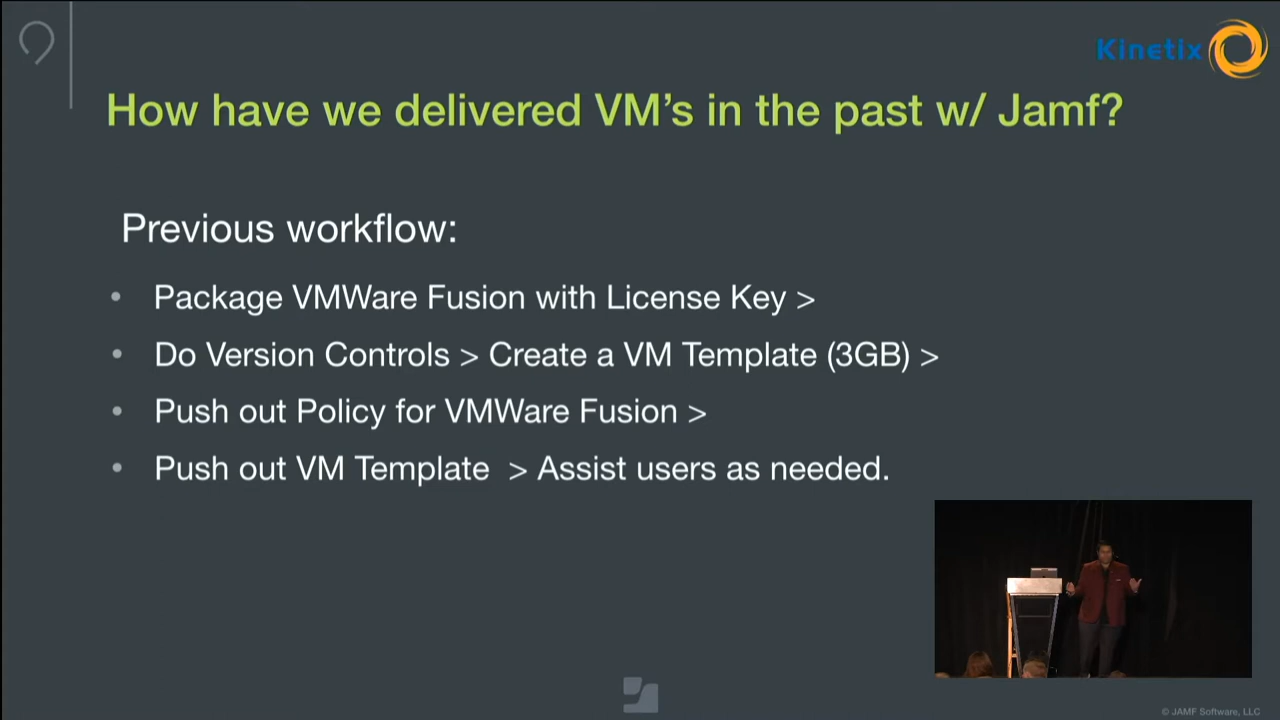 Kinetix
How have we delivered VM's in the past w/ Jamf?
Previous workflow:
• Package VMWare Fusion with License Key >
• Do Version Controls > Create a VM Template (3GB) >
• Push out Policy for VMWare Fusion >
• Push out VM Template > Assist users as needed.
© JAMF Software, LLC